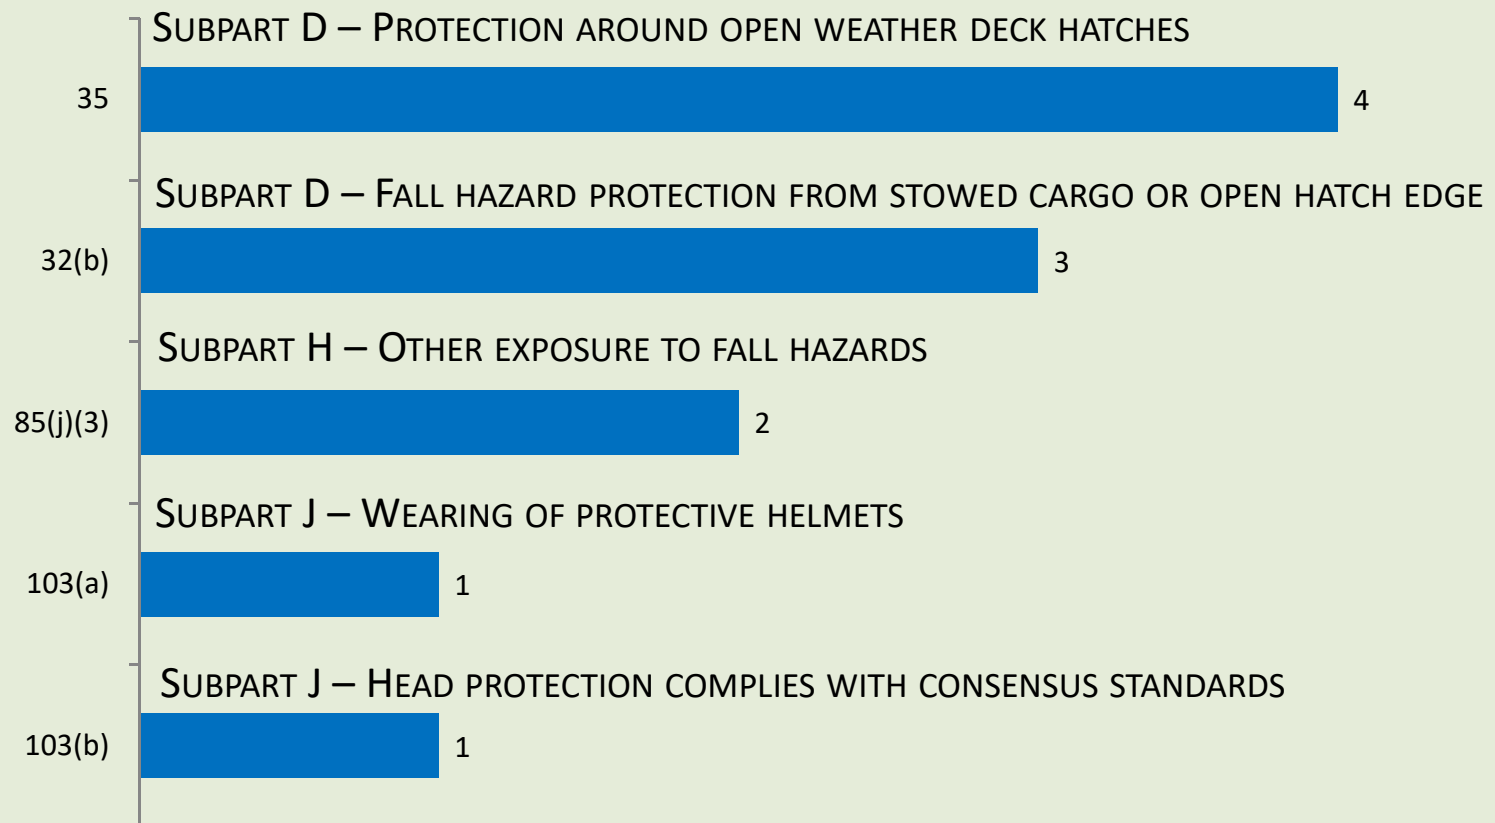 Subpart D – Protection around open weather deck hatches
35
4
Subpart D – Fall hazard protection from stowed cargo or open hatch edge
32(b)
3
Subpart H – Other exposure to fall hazards
85(j)(3)
2
Subpart J – Wearing of protective helmets
103(a)
1
Subpart J – Head protection complies with consensus standards
103(b)
1